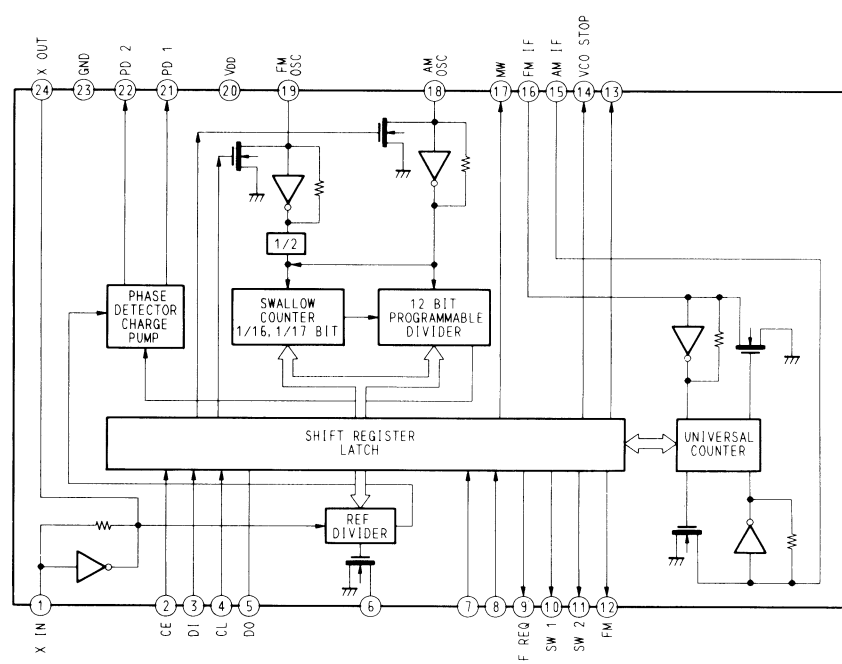 X OUT
GND
PD 2
PD 1
VDD
FM
OSC
AM
OSC
MW
FM IF
AM IF
VCO STOP
24
23
22
21
20
19
18
17
16
15
14
13
1/2
PHASE
DETECTOR
CHARGE
PUMP
SWALLOW
COUNTER
1/16, 1/17 BIT
12 BIT
PROGRAMMABLE
DIVIDER
SHIFT REGISTER
LATCH
UNIVERSAL
COUNTER
REF
DIVIDER
1
2
3
4
5
6
7
8
9
10
11
12
X IN
CE
DI
CL
DO
F REQ
SW 1
SW 2
FM